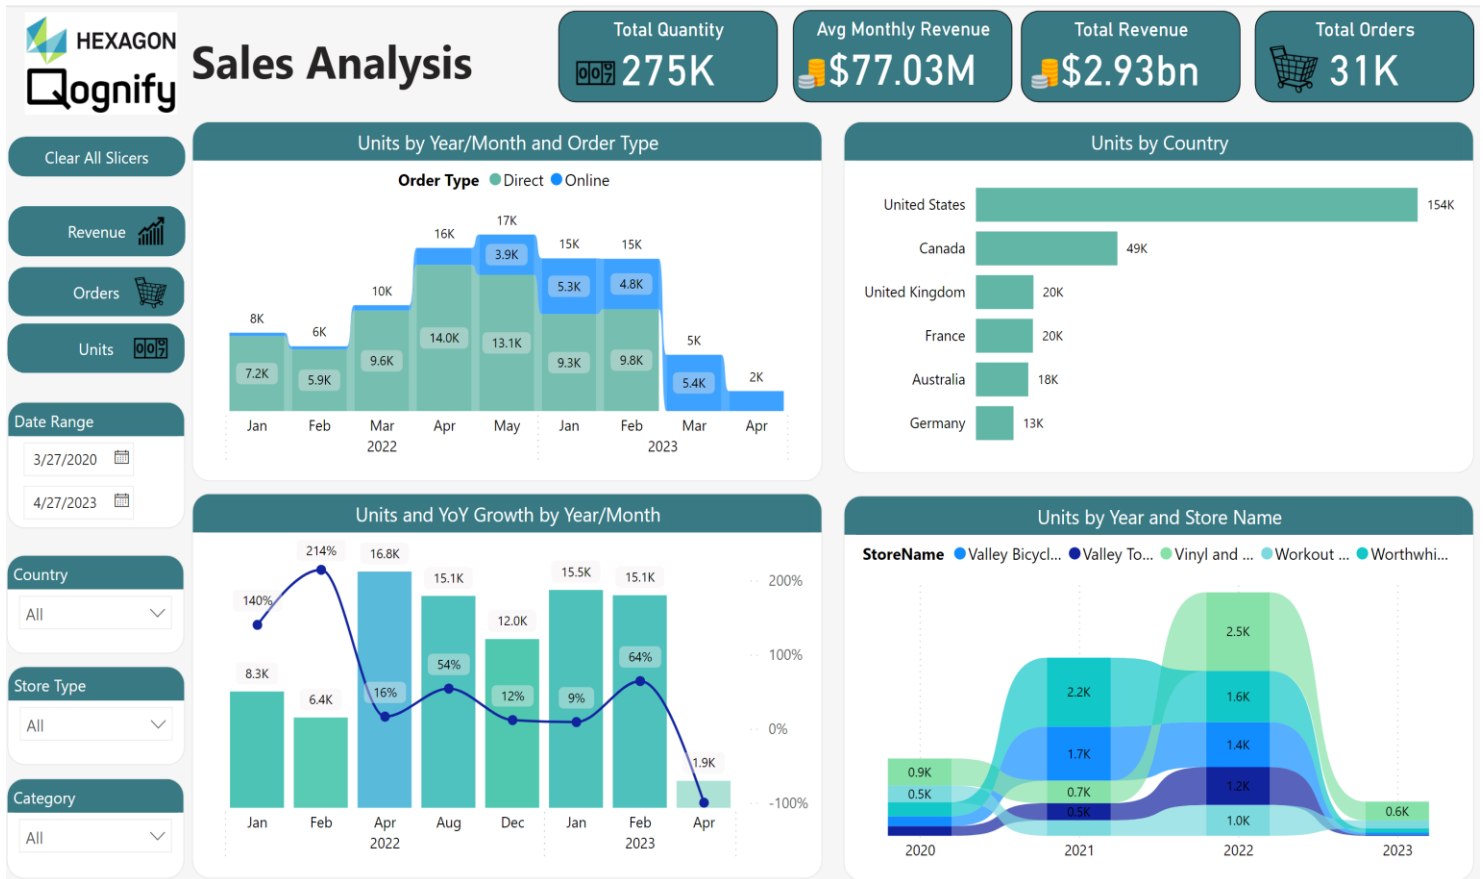 HEXAGON
Qognify
Sales Analysis
Total Quantity
275K
Avg Monthly Revenue
$77.03M
Total Revenue
$2.93bn
Total Orders
31K
Clear All Slicers
Revenue
Orders
Units
Date Range
3/27/2020
4/27/2023
Country
All
Store Type
All
Category
All
Units by Year/Month and Order Type
Order Type Direct Online
17K
16K
3.9K
15K
15K
10K
5.3K
4.8K
8K
6K
14.0K
13.1K
5K
9.6K
9.3K
9.8K
7.2K
5.9K
5.4K
2K
Jan Feb Mar Apr May Jan Feb Mar Apr
2022 2023
Units by Country
United States 154K
Canada 49K
United Kingdom 20K
France 20K
Australia 18K
Germany 13K
Units and YoY Growth by Year/Month
214%
16.8K
15.1K
15.5K
15.1K
200%
140%
12.0K
54%
64%
100%
8.3K
6.4K
16%
12%
9%
0%
1.9K
-100%
Jan Feb Apr Aug Dec Jan Feb Apr
2022 2023
Units by Year and Store Name
StoreName Valley Bicycl... Valley To... Vinyl and ... Workout ... Worthwhi...
2.5K
2.2K
1.6K
1.7K
1.4K
0.9K
0.5K
0.7K
1.2K
0.5K
1.0K
0.6K
2020 2021 2022 2023